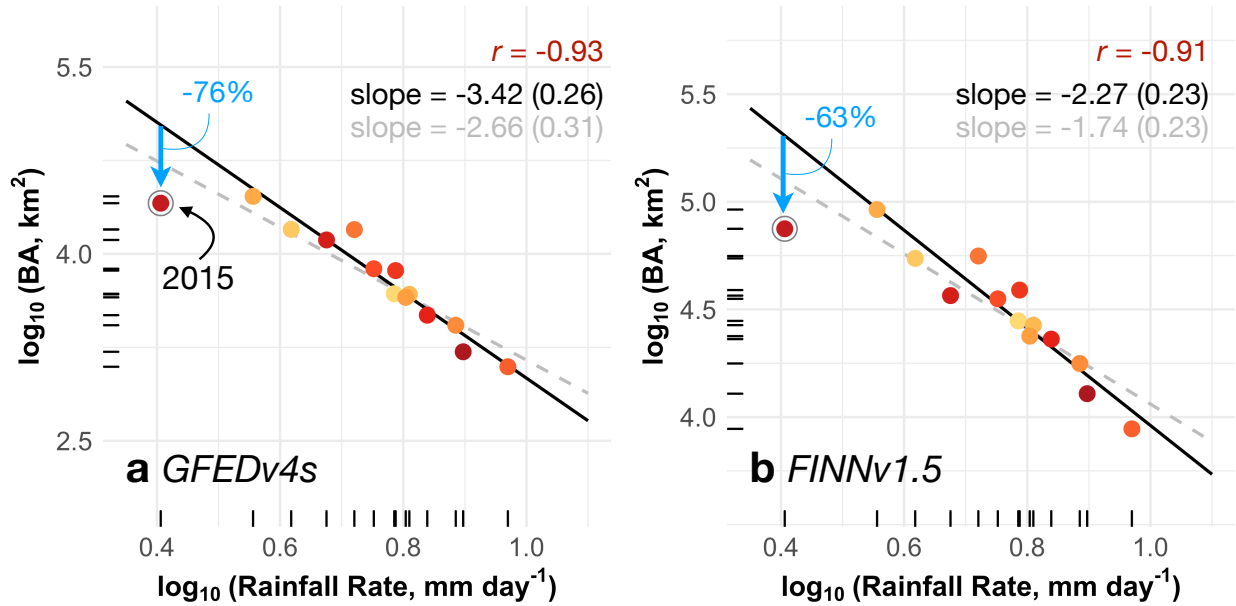 r = -0.93
5.5
-76%
slope = -3.42 (0.26)
slope = -2.66 (0.31)
4.0
2015
2.5
log₁₀ (BA, km²)
a GFEDv4s
0.4 0.6 0.8 1.0
log₁₀ (Rainfall Rate, mm day⁻¹)
r = -0.91
5.5
-63%
slope = -2.27 (0.23)
slope = -1.74 (0.23)
5.0
4.5
4.0
log₁₀ (BA, km²)
b FINNv1.5
0.4 0.6 0.8 1.0
log₁₀ (Rainfall Rate, mm day⁻¹)